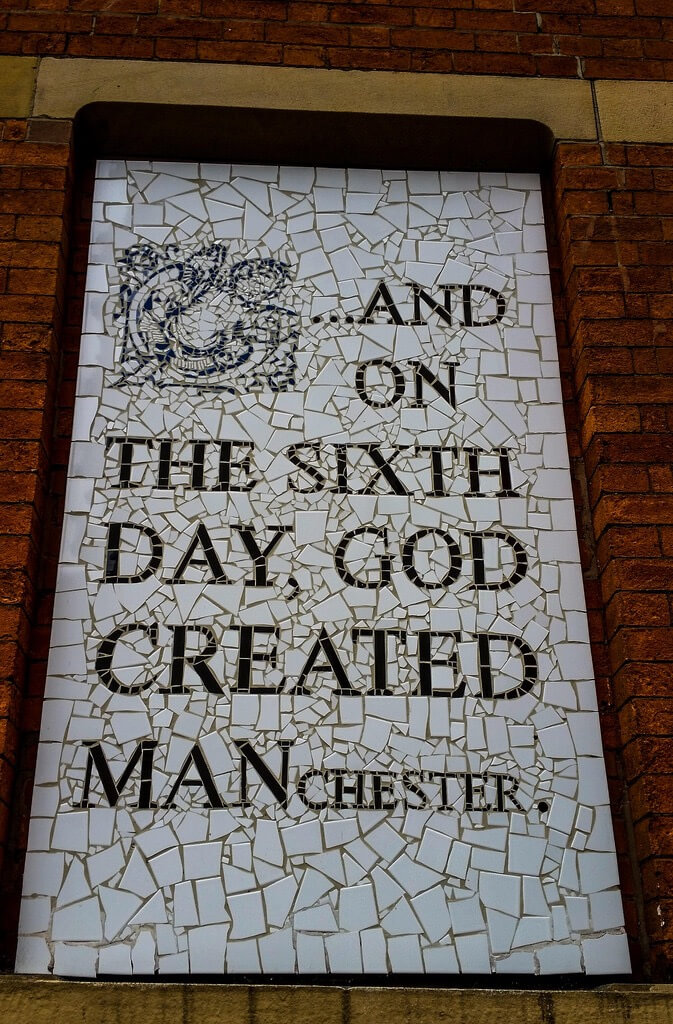 ...AND
ON
THE SIXTH
DAY, GOD
CREATED
MANCHESTER.